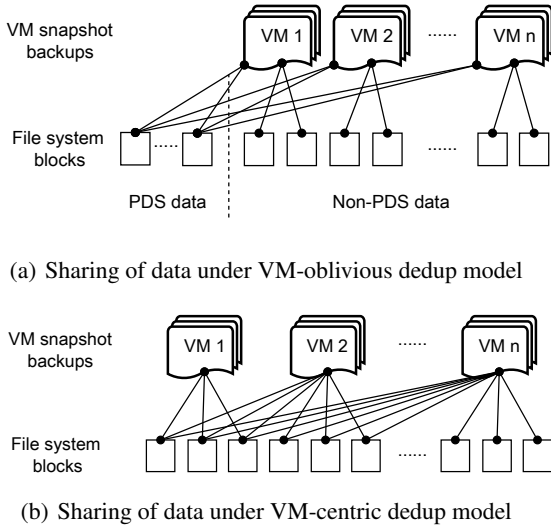 VM snapshot
backups
VM 1
VM 2
......
VM n
File system
blocks
.....
......
PDS data
Non-PDS data
(a) Sharing of data under VM-oblivious dedup model
VM snapshot
backups
VM 1
VM 2
......
VM n
File system
blocks
......
(b) Sharing of data under VM-centric dedup model